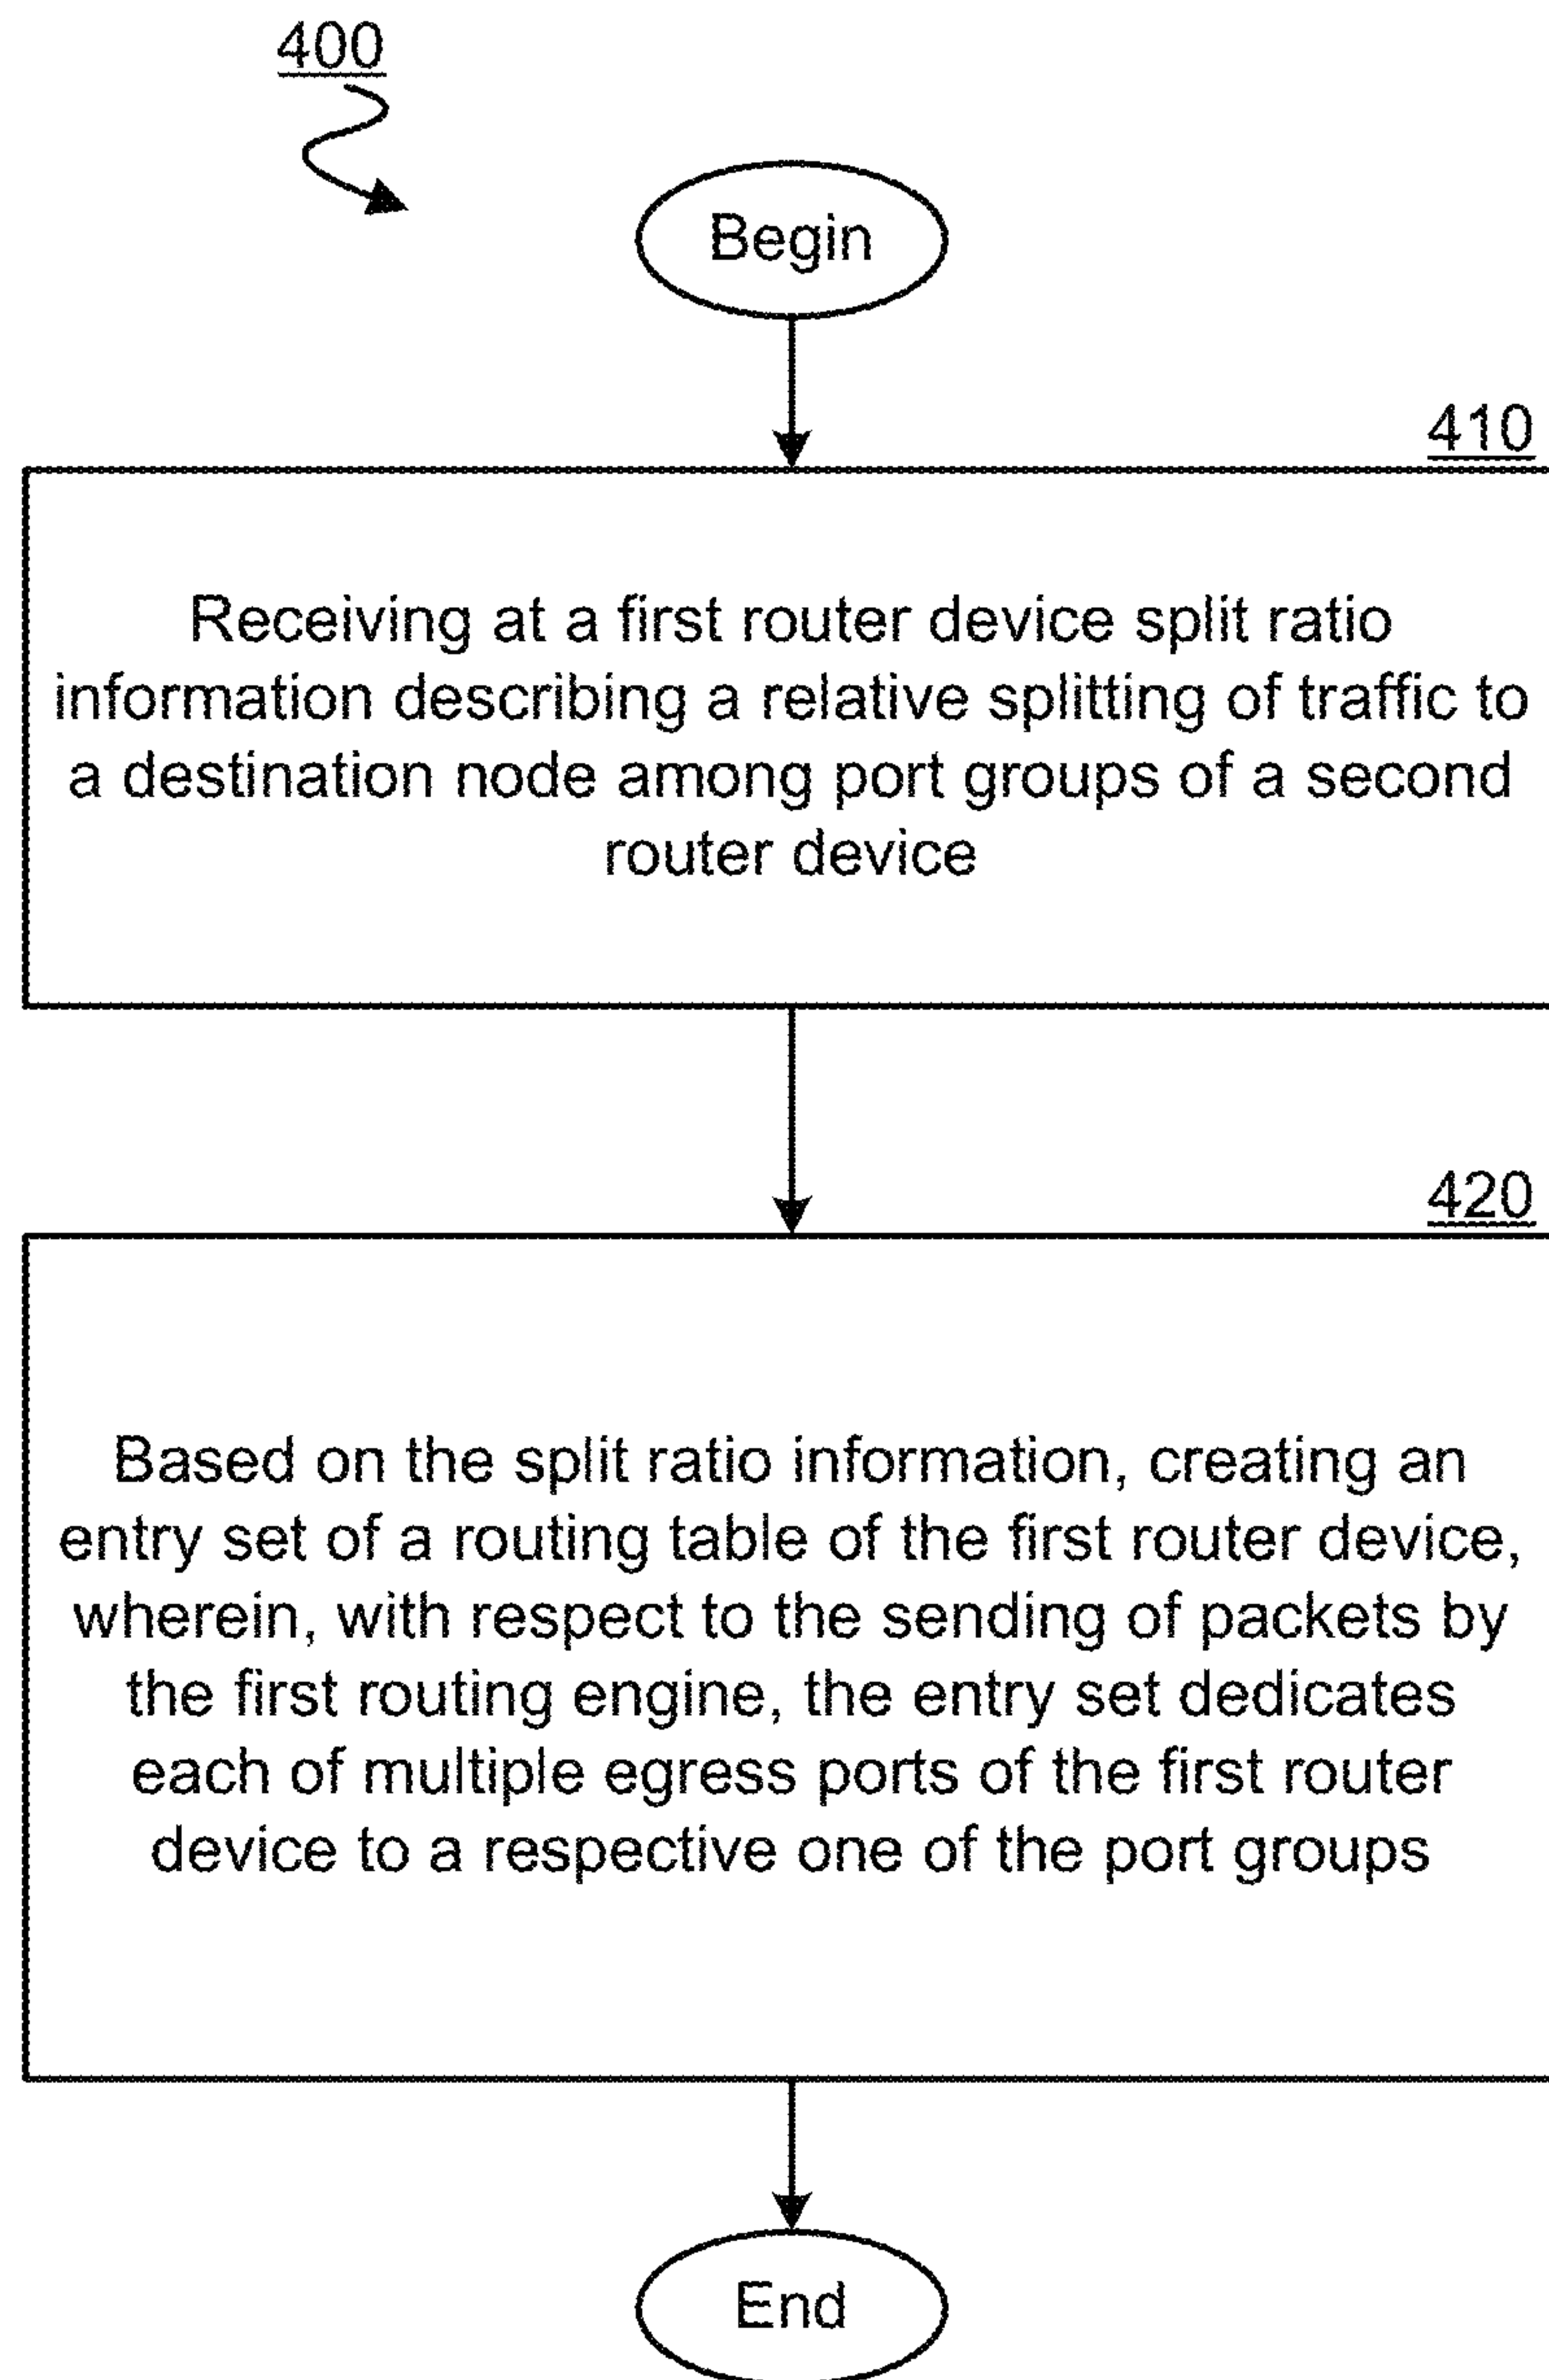 400
Begin
410
Receiving at a first router device split ratio
information describing a relative splitting of traffic to
a destination node among port groups of a second
router device
420
Based on the split ratio information, creating an
entry set of a routing table of the first router device,
wherein, with respect to the sending of packets by
the first routing engine, the entry set dedicates
each of multiple egress ports of the first router
device to a respective one of the port groups
End